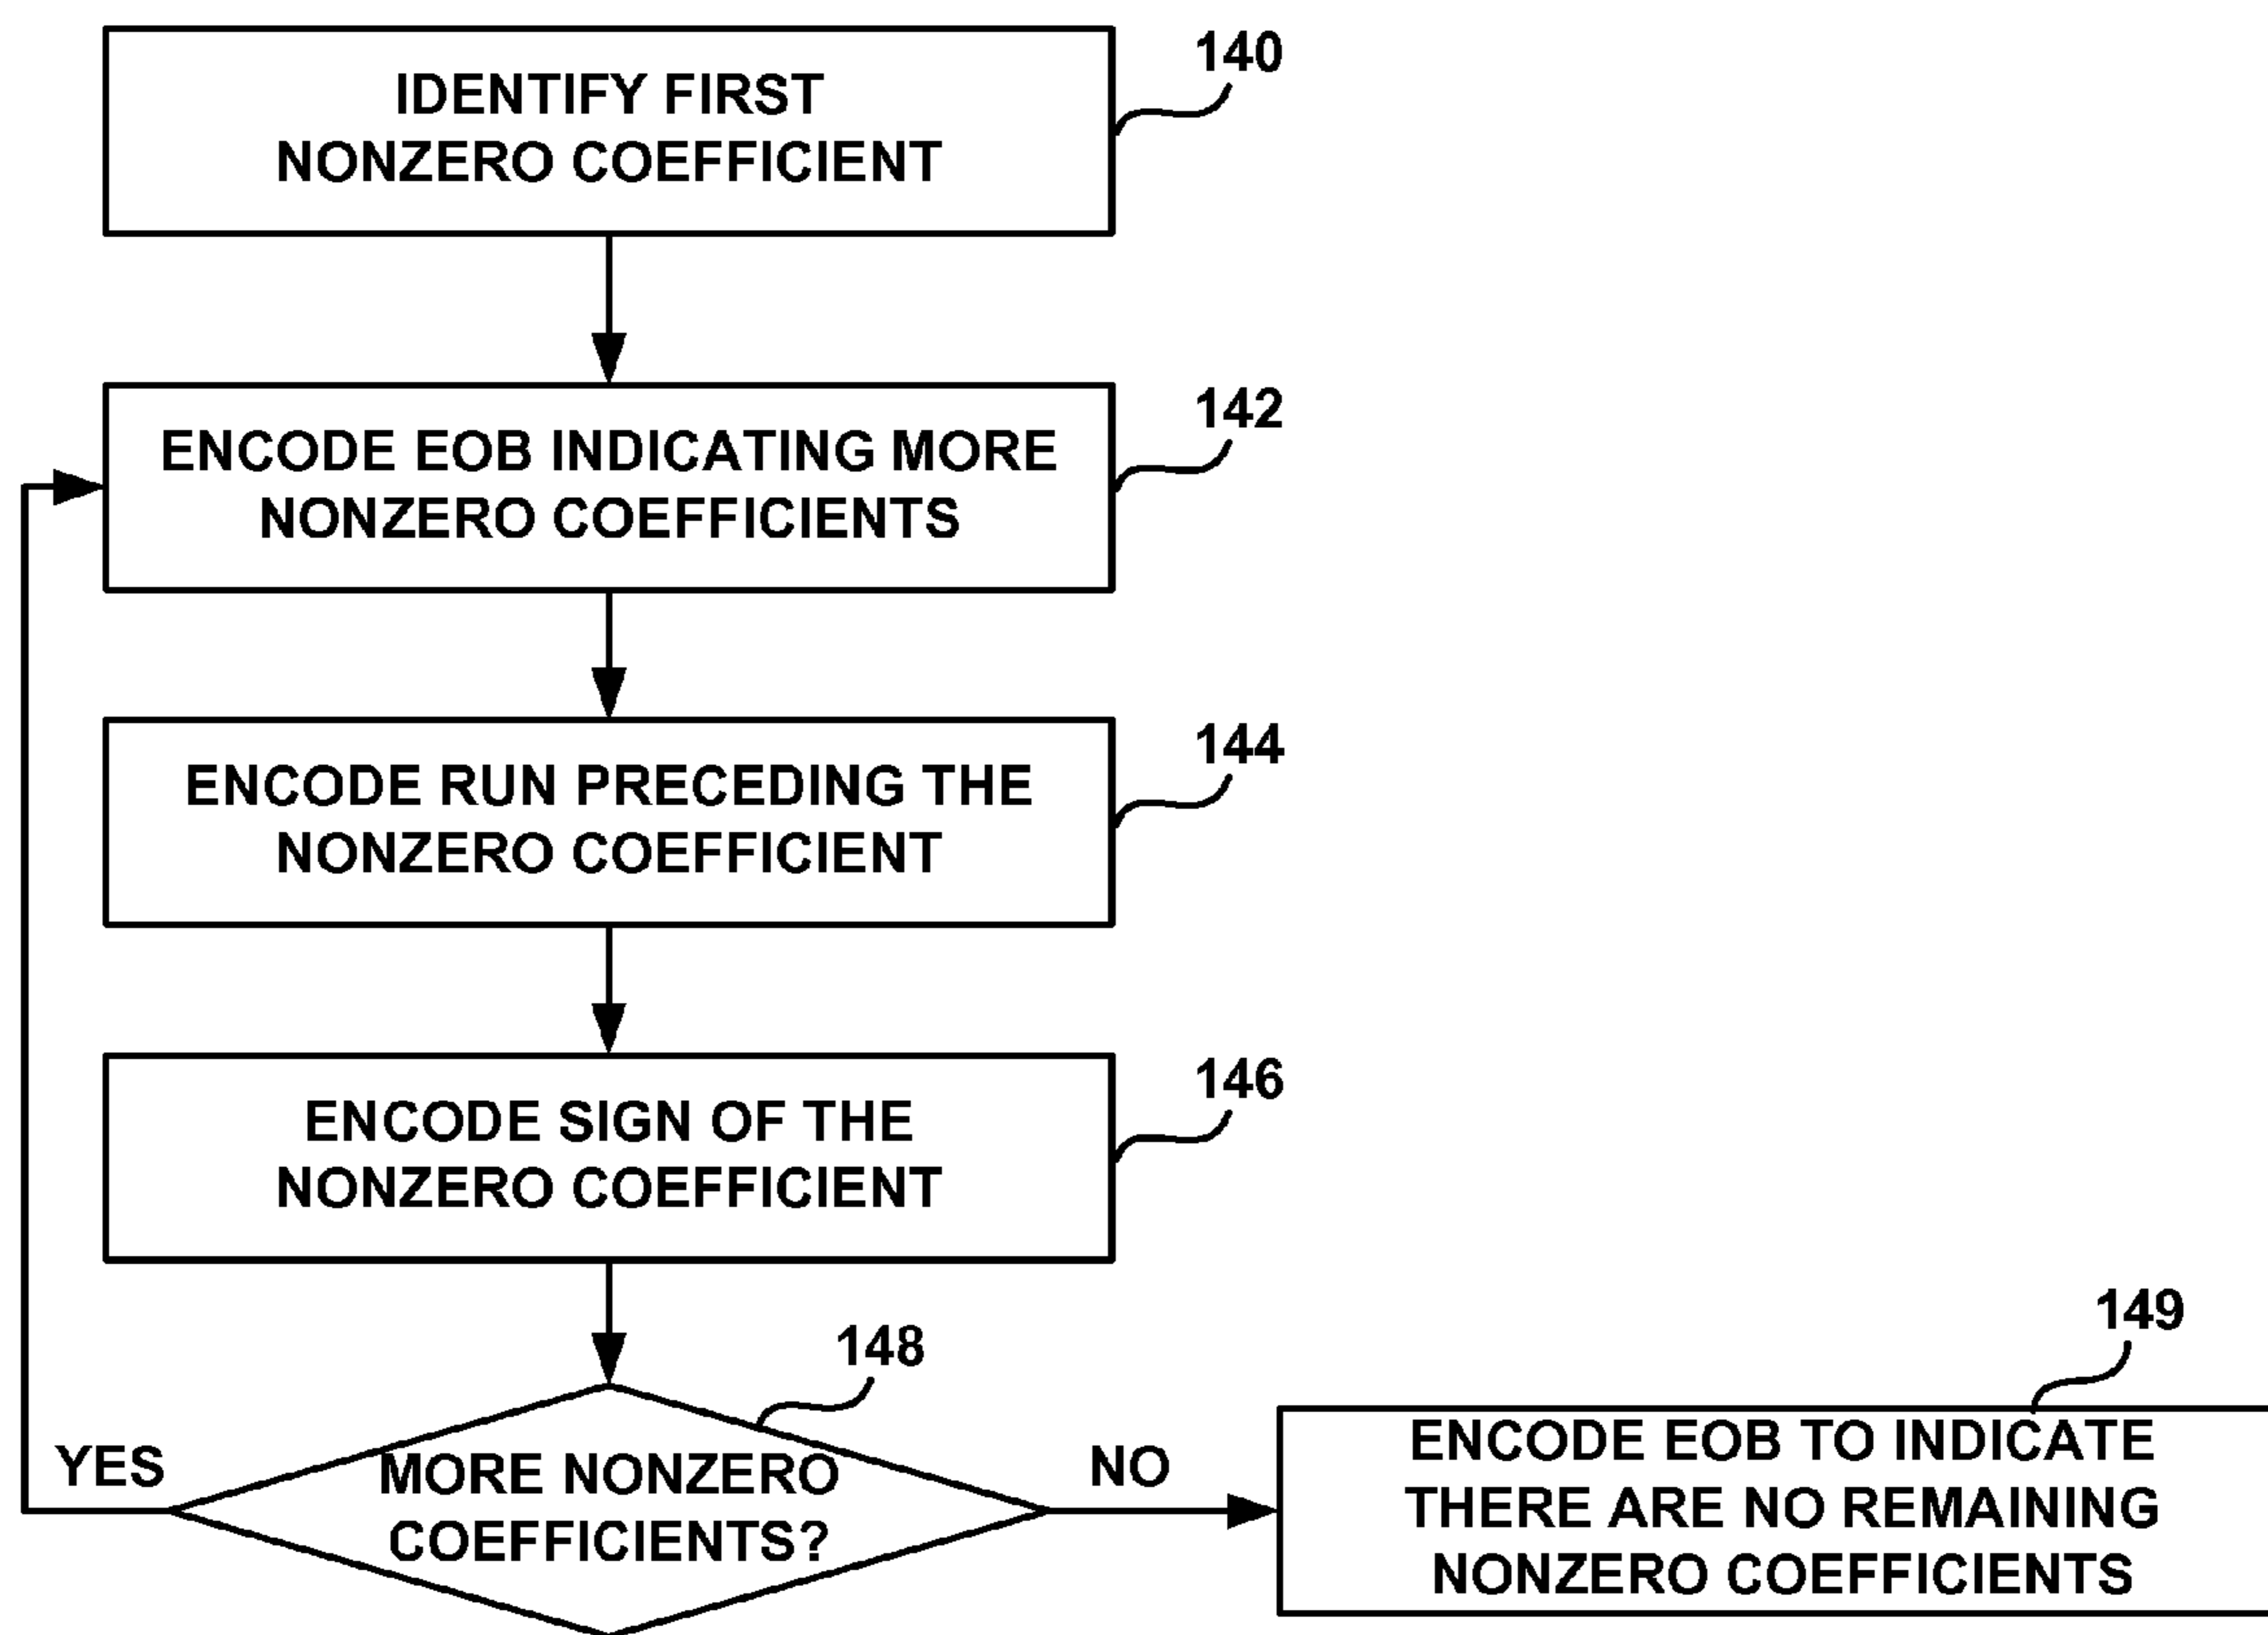 IDENTIFY FIRST
NONZERO COEFFICIENT
140
ENCODE EOB INDICATING MORE
NONZERO COEFFICIENTS
142
ENCODE RUN PRECEDING THE
NONZERO COEFFICIENT
144
ENCODE SIGN OF THE
NONZERO COEFFICIENT
146
148
MORE NONZERO
COEFFICIENTS?
YES
NO
149
ENCODE EOB TO INDICATE
THERE ARE NO REMAINING
NONZERO COEFFICIENTS